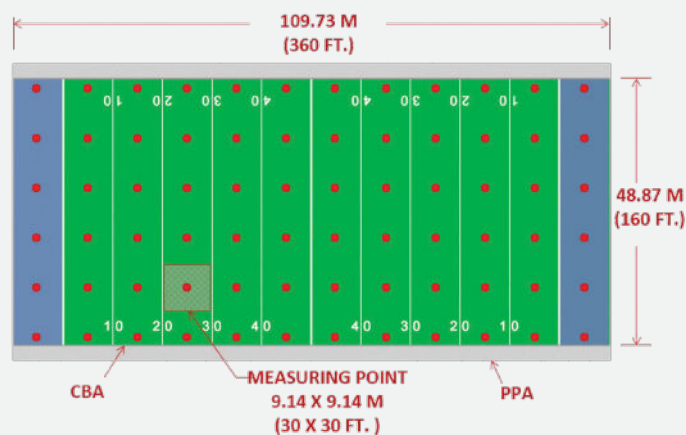 109.73 M
(360 FT.)
10 20 30 40 40 30 20 10
48.87 M
(160 FT.)
10 20 30 40 40 30 20 10
CBA
MEASURING POINT
9.14 X 9.14 M
(30 X 30 FT. )
PPA